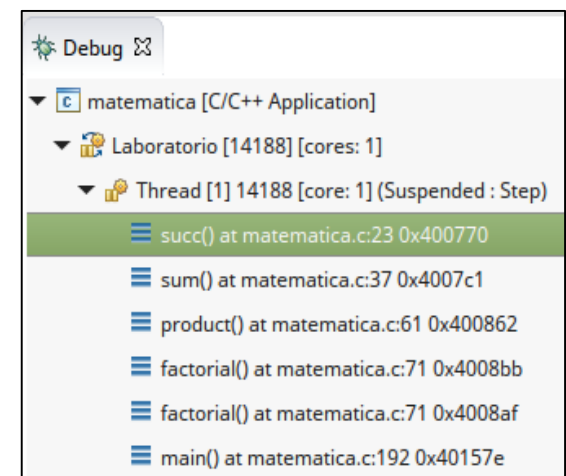 Debug
matematica [C/C++ Application]
Laboratorio [14188] [cores: 1]
Thread [1] 14188 [core: 1] (Suspended : Step)
succ() at matematica.c:23 0x400770
sum() at matematica.c:37 0x4007c1
product() at matematica.c:61 0x400862
factorial() at matematica.c:71 0x4008bb
factorial() at matematica.c:71 0x4008af
main() at matematica.c:192 0x40157e